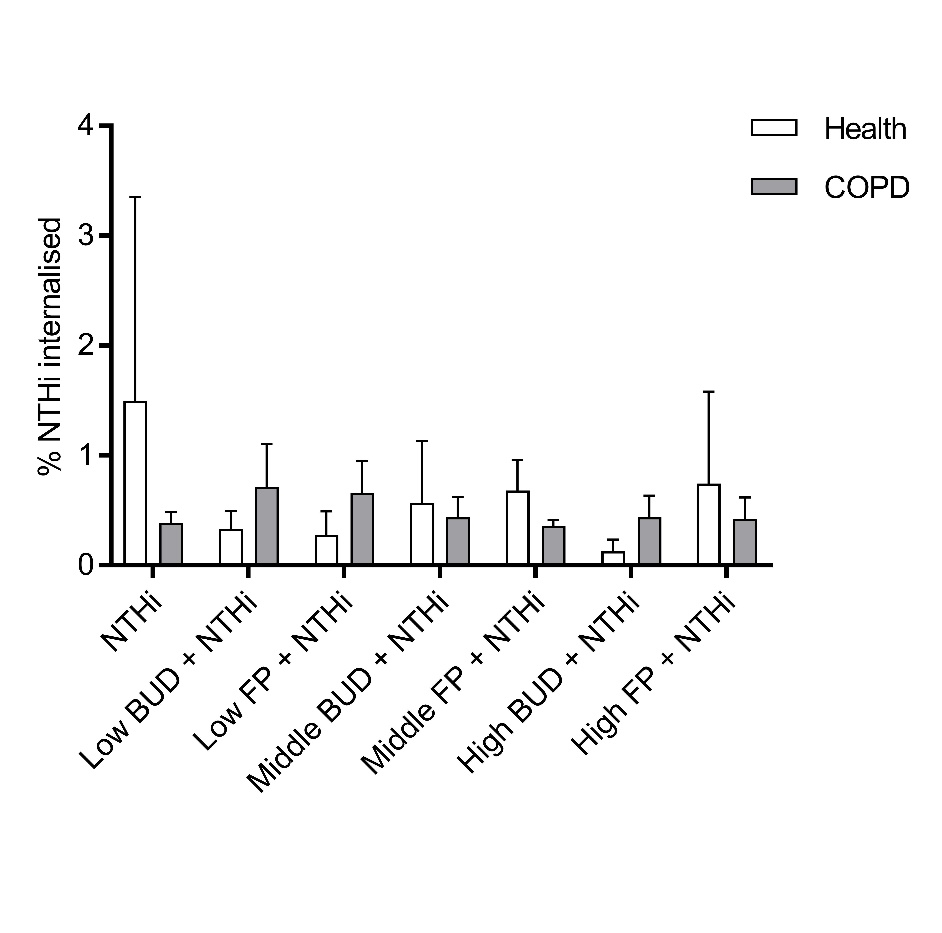 Health
COPD
% NTHi internalised
4
3
2
1
0
NTHi
Low BUD + NTHi
Low FP + NTHi
Middle BUD + NTHi
Middle FP + NTHi
High BUD + NTHi
High FP + NTHi